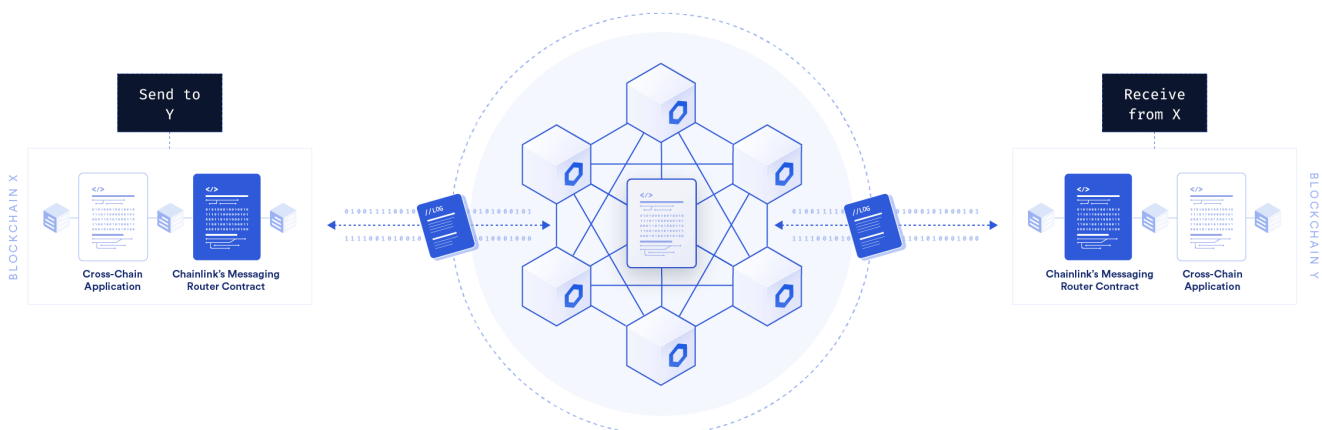 Send to
Y
BLOCKCHAIN X
</>
Cross-Chain
Application
</>
Chainlink's Messaging
Router Contract
//LOG
</>
//LOG
Receive
from X
</>
Chainlink's Messaging
Router Contract
</>
Cross-Chain
Application
BLOCKCHAIN Y